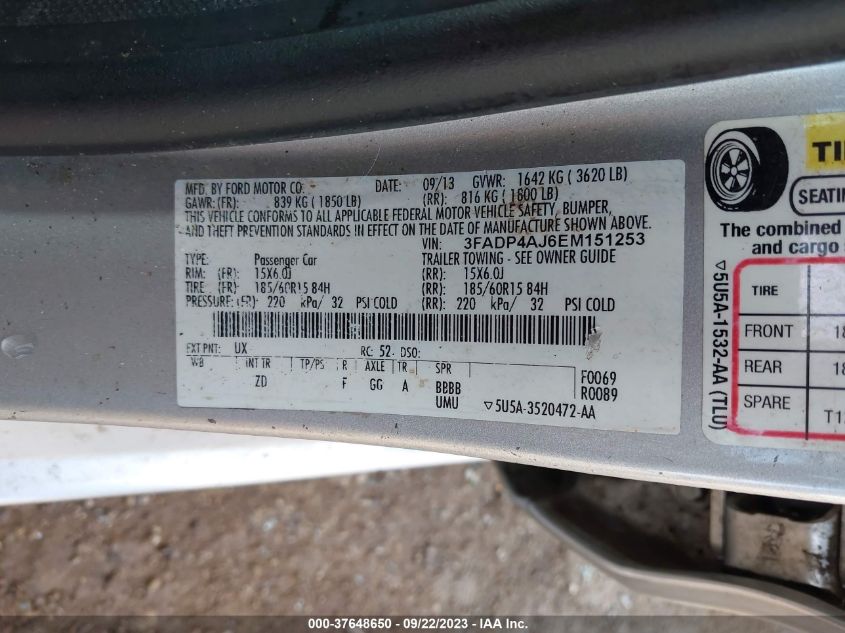 MFD. BY FORD MOTOR CO. DATE: 09/13 GVWR: 1642 KG ( 3620 LB)
GAWR: (FR): 839 KG ( 1850 LB) (RR): 816 KG ( 1800 LB)
THIS VEHICLE CONFORMS TO ALL APPLICABLE FEDERAL MOTOR VEHICLE SAFETY, BUMPER,
AND THEFT PREVENTION STANDARDS IN EFFECT ON THE DATE OF MANUFACTURE SHOWN ABOVE.
VIN: 3FADP4AJ6EM151253
TYPE: Passenger Car TRAILER TOWING - SEE OWNER GUIDE
RIM: (FR): 15X6.0J (RR): 15X6.0J
TIRE (FR): 185/60R15 84H (RR): 185/60R15 84H
PRESSURE: (FR): 220 kPa/ 32 PSI COLD (RR): 220 kPa/ 32 PSI COLD
EXT PNT: UX RC: 52 DSO:
WB INT TR TP/PS R AXLE TR SPR
ZD F GG A BBBB F0069
UMU R0089
▽5U5A-3520472-AA
TI
SEATIN
The combined
and cargo
TIRE
FRONT 18
REAR 18
SPARE T1
▽5U5A-1532-AA (TLU)
000-37648650 - 09/22/2023 - IAA Inc.